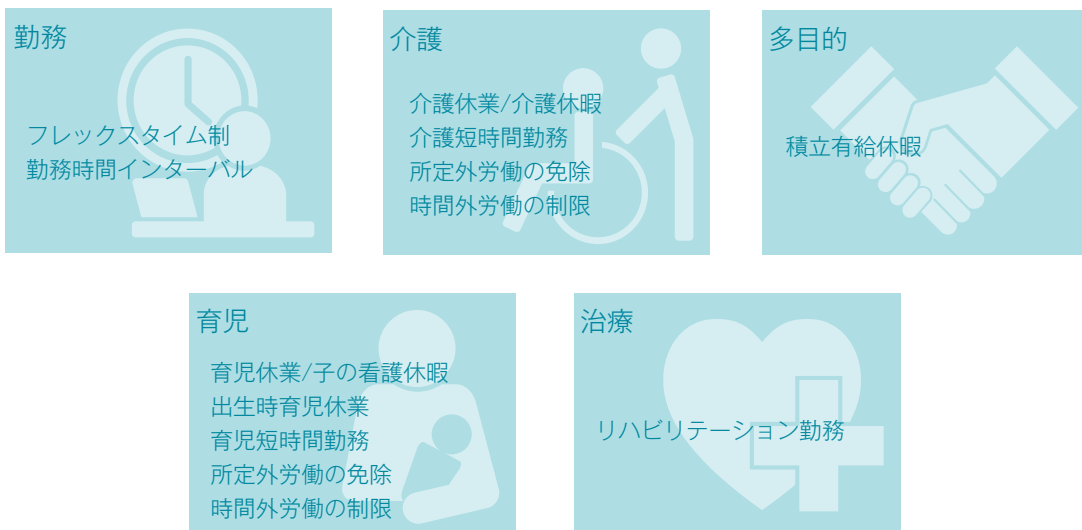 勤務
フレックスタイム制
勤務時間インターバル
介護
介護休業/介護休暇
介護短時間勤務
所定外労働の免除
時間外労働の制限
多目的
積立有給休暇
育児
育児休業/子の看護休暇
出生時育児休業
育児短時間勤務
所定外労働の免除
時間外労働の制限
治療
リハビリテーション勤務